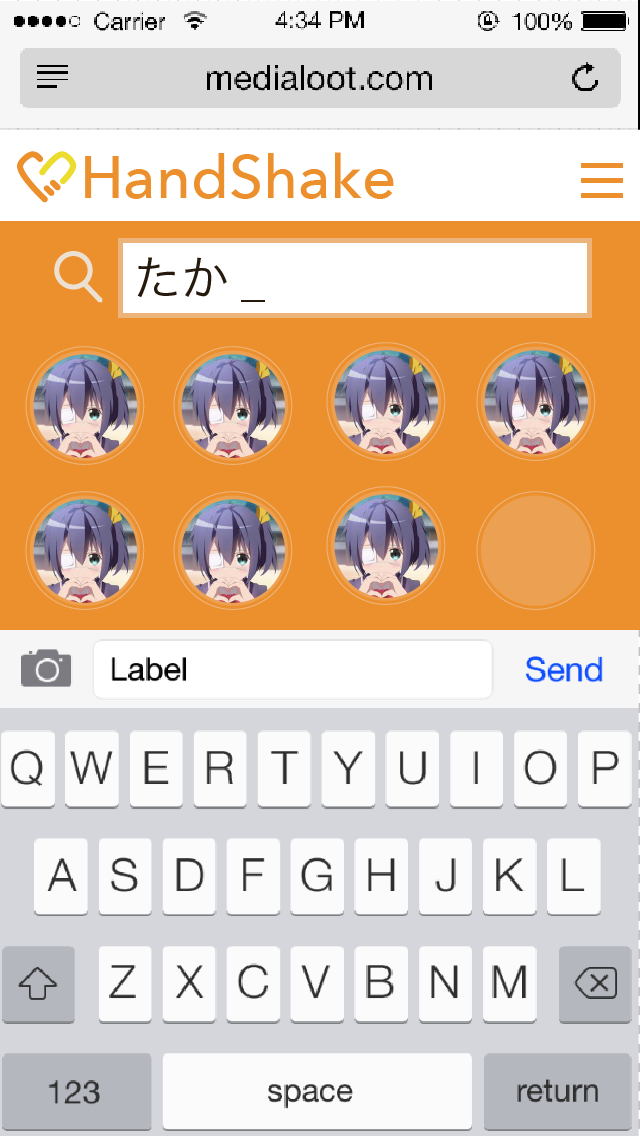 Carrier 4:34 PM 100%
medialoot.com
HandShake
たか _
Label Send
Q W E R T Y U I O P
A S D F G H J K L
Z X C V B N M
123 space return